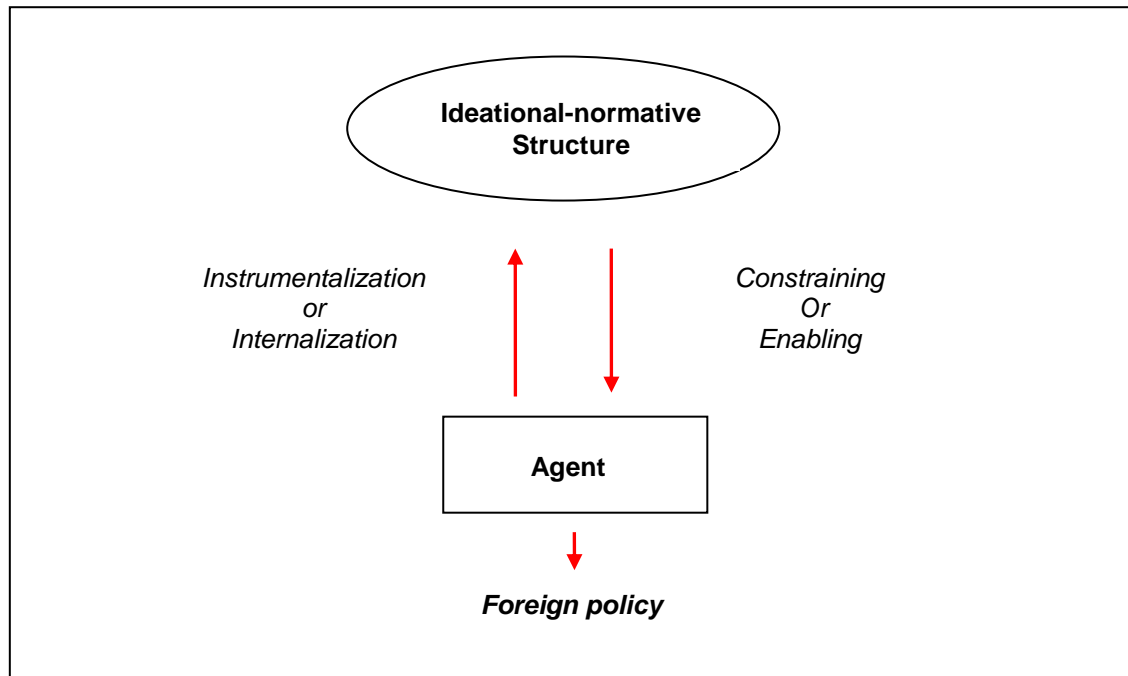 Ideational-normative
Structure
Instrumentalization
or
Internalization
Constraining
Or
Enabling
Agent
Foreign policy